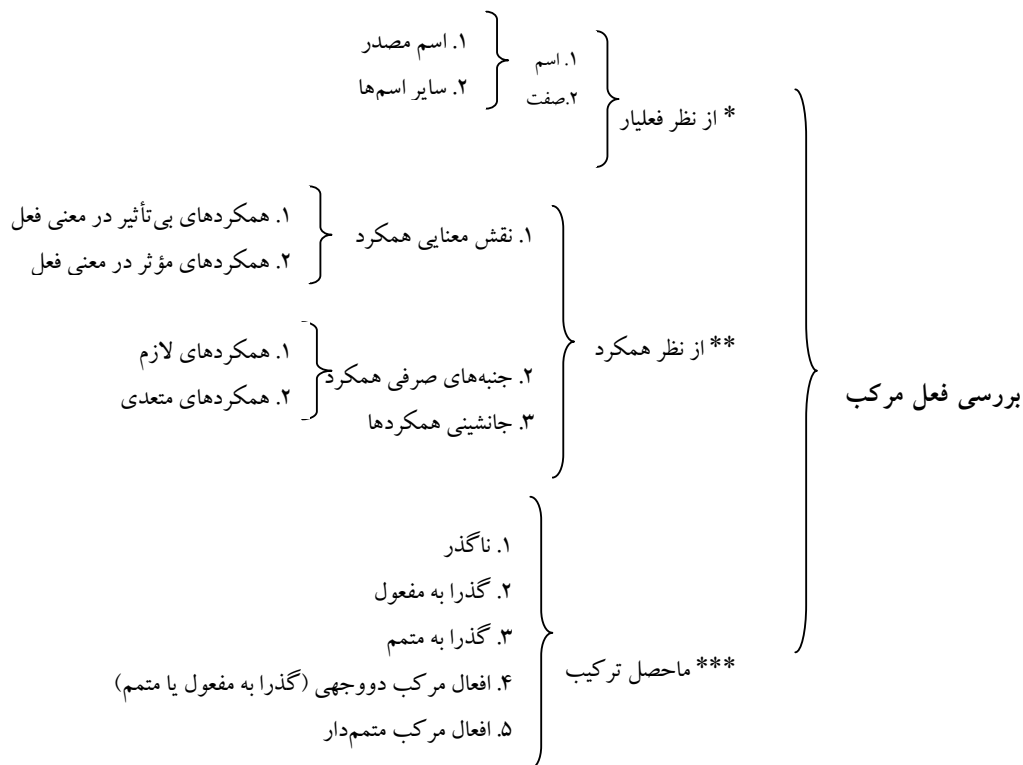 بررسی فعل مرکب
* از نظر فعلیار
۱. اسم
۱. اسم مصدر
۲. سایر اسم‌ها
۲.صفت
** از نظر همکرد
۱. نقش معنایی همکرد
۱. همکردهای بی‌تأثیر در معنی فعل
۲. همکردهای مؤثر در معنی فعل
۲. جنبه‌های صرفی همکرد
۱. همکردهای لازم
۲. همکردهای متعدی
۳. جانشینی همکردها
*** ماحصل ترکیب
۱. ناگذر
۲. گذرا به مفعول
۳. گذرا به متمم
۴. افعال مرکب دووجهی (گذرا به مفعول یا متمم)
۵. افعال مرکب متمم‌دار